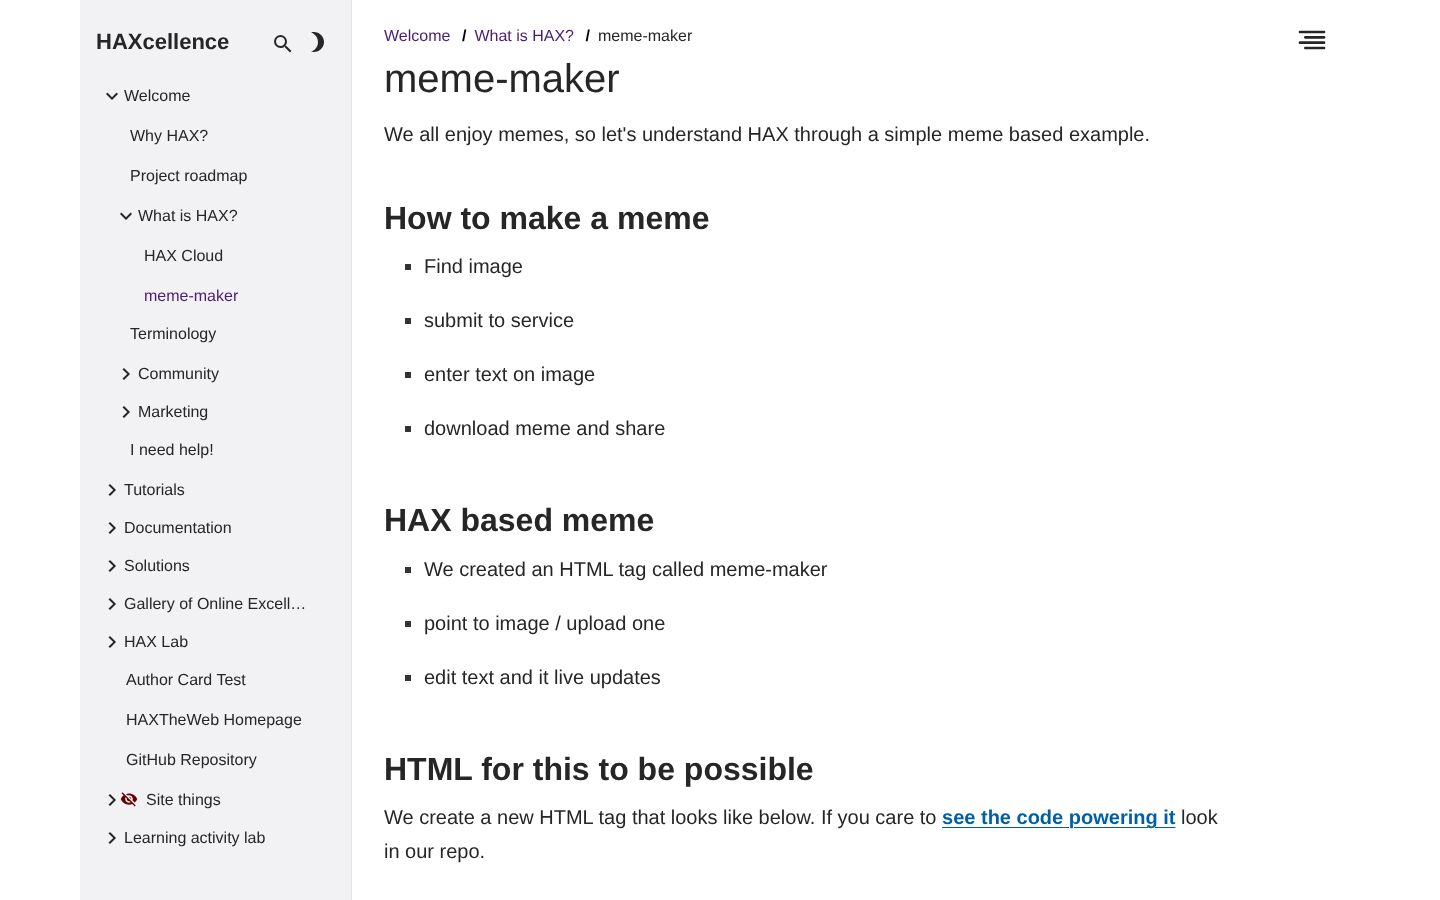 HAXcellence
Welcome
Why HAX?
Project roadmap
What is HAX?
HAX Cloud
meme-maker
Terminology
Community
Marketing
I need help!
Tutorials
Documentation
Solutions
Gallery of Online Excell…
HAX Lab
Author Card Test
HAXTheWeb Homepage
GitHub Repository
Site things
Learning activity lab
Welcome / What is HAX? / meme-maker
meme-maker
We all enjoy memes, so let's understand HAX through a simple meme based example.
How to make a meme
Find image
submit to service
enter text on image
download meme and share
HAX based meme
We created an HTML tag called meme-maker
point to image / upload one
edit text and it live updates
HTML for this to be possible
We create a new HTML tag that looks like below. If you care to see the code powering it look
in our repo.